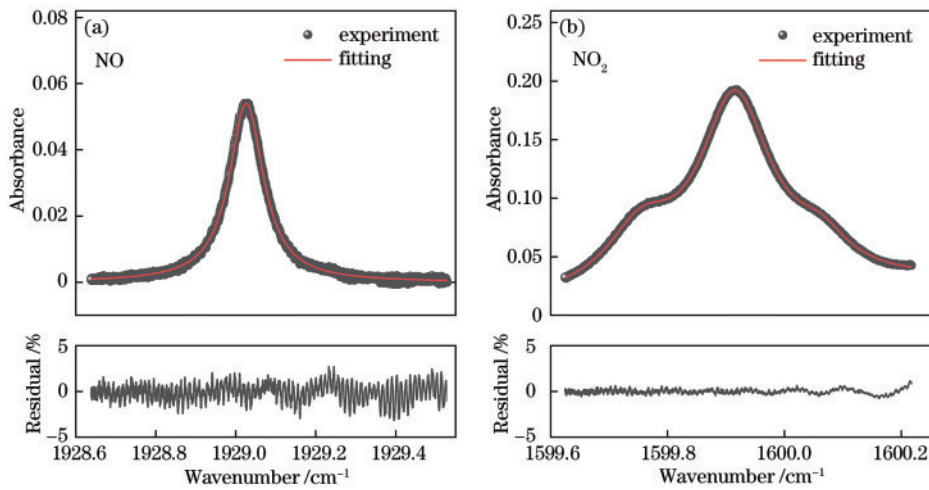 (a)
NO
experiment
fitting
Absorbance
0.08
0.06
0.04
0.02
0
Residual /%
5
0
−5
1928.6 1928.8 1929.0 1929.2 1929.4
Wavenumber /cm⁻¹
(b)
NO₂
experiment
fitting
Absorbance
0.25
0.20
0.15
0.10
0.05
0
Residual /%
5
0
−5
1599.6 1599.8 1600.0 1600.2
Wavenumber /cm⁻¹